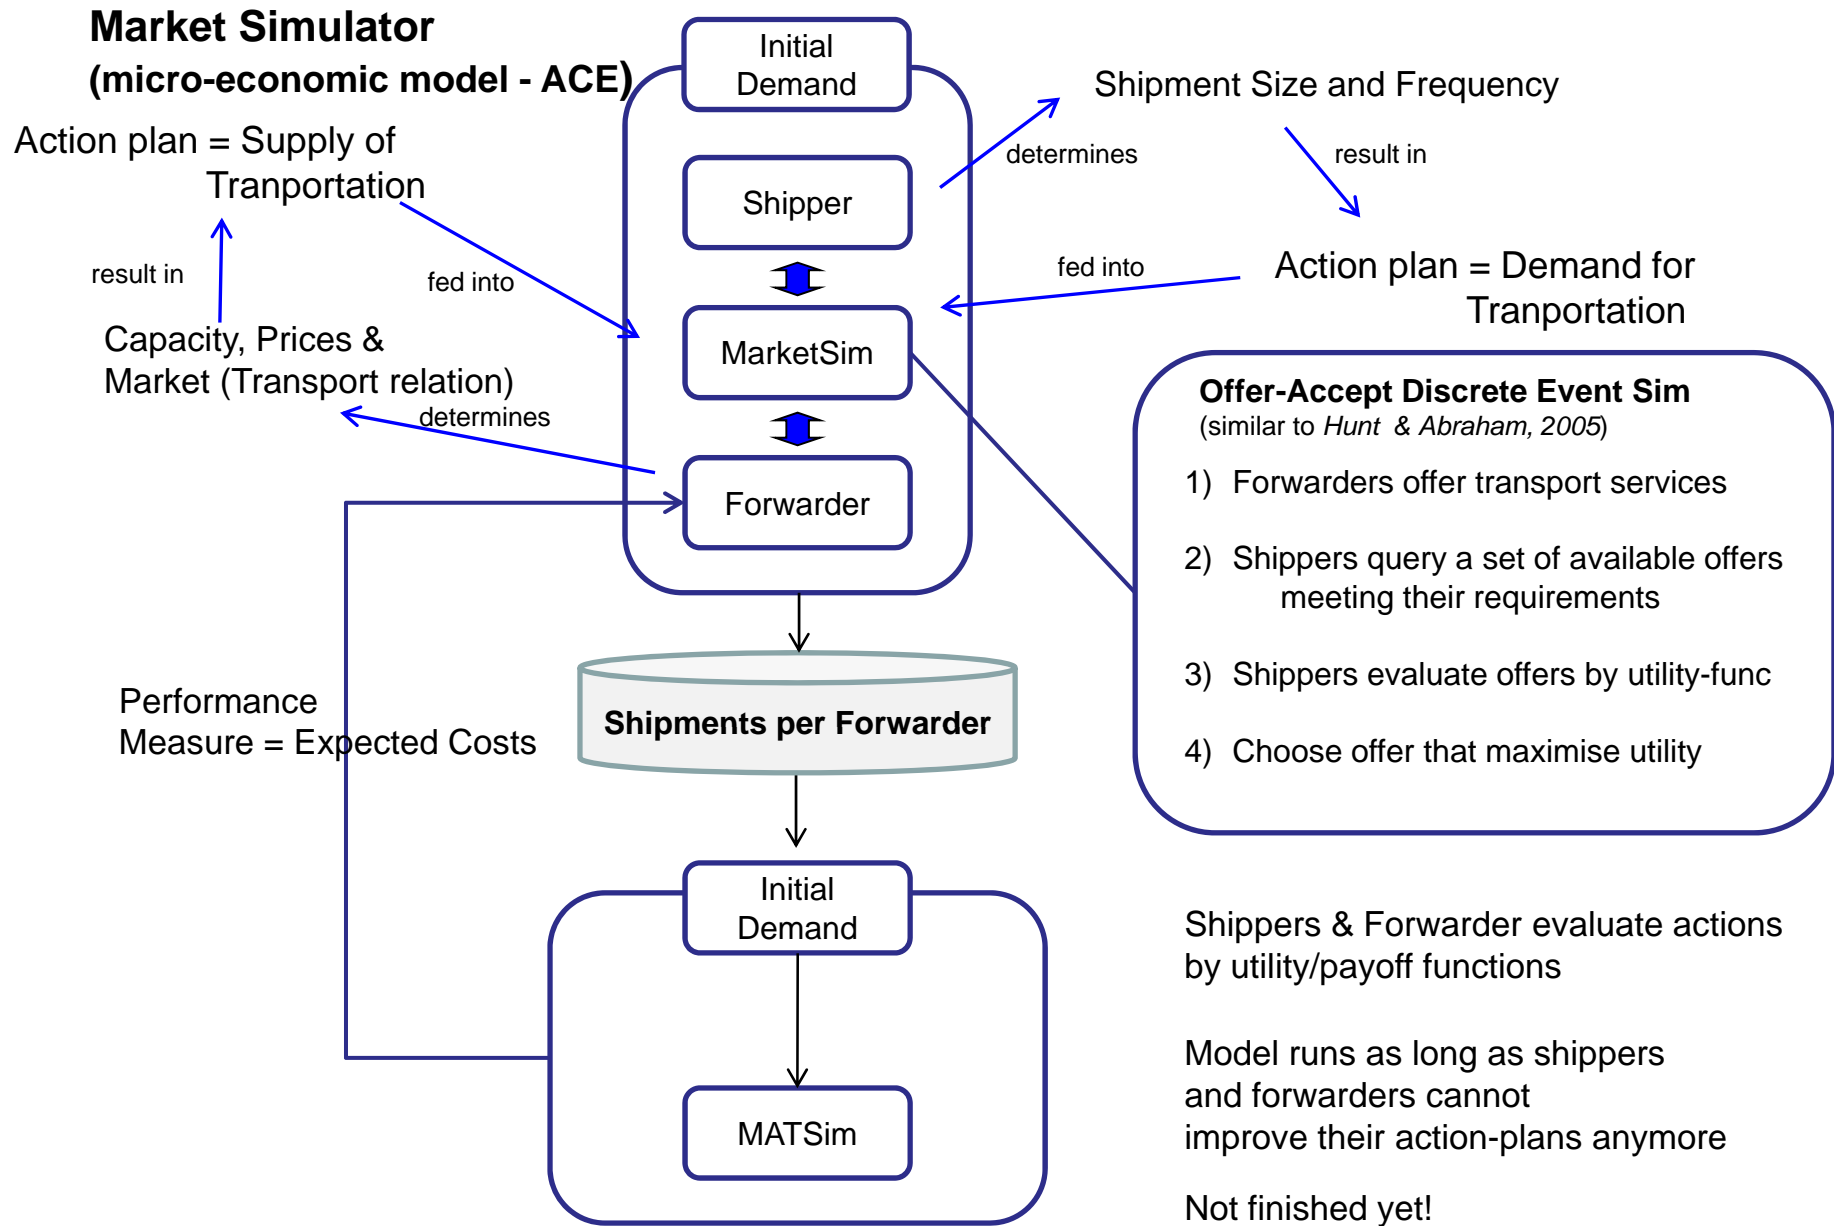 Market Simulator
(micro-economic model - ACE)
Initial
Demand
Shipment Size and Frequency
Action plan = Supply of
Tranportation
determines
result in
Shipper
result in
fed into
fed into
Action plan = Demand for
Tranportation
Capacity, Prices &
Market (Transport relation)
determines
MarketSim
Forwarder
Offer-Accept Discrete Event Sim
(similar to Hunt & Abraham, 2005)
1) Forwarders offer transport services
2) Shippers query a set of available offers
meeting their requirements
3) Shippers evaluate offers by utility-func
4) Choose offer that maximise utility
Performance
Measure = Expected Costs
Shipments per Forwarder
Initial
Demand
MATSim
Shippers & Forwarder evaluate actions
by utility/payoff functions
Model runs as long as shippers
and forwarders cannot
improve their action-plans anymore
Not finished yet!